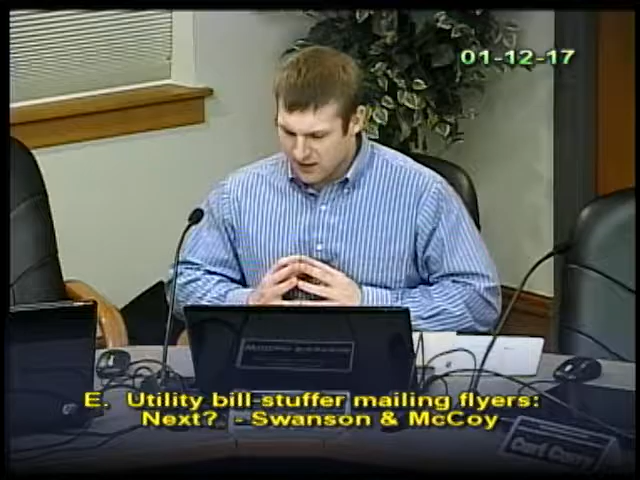 01-12-17
E. Utility bill-stuffer mailing flyers:
Next? - Swanson & McCoy